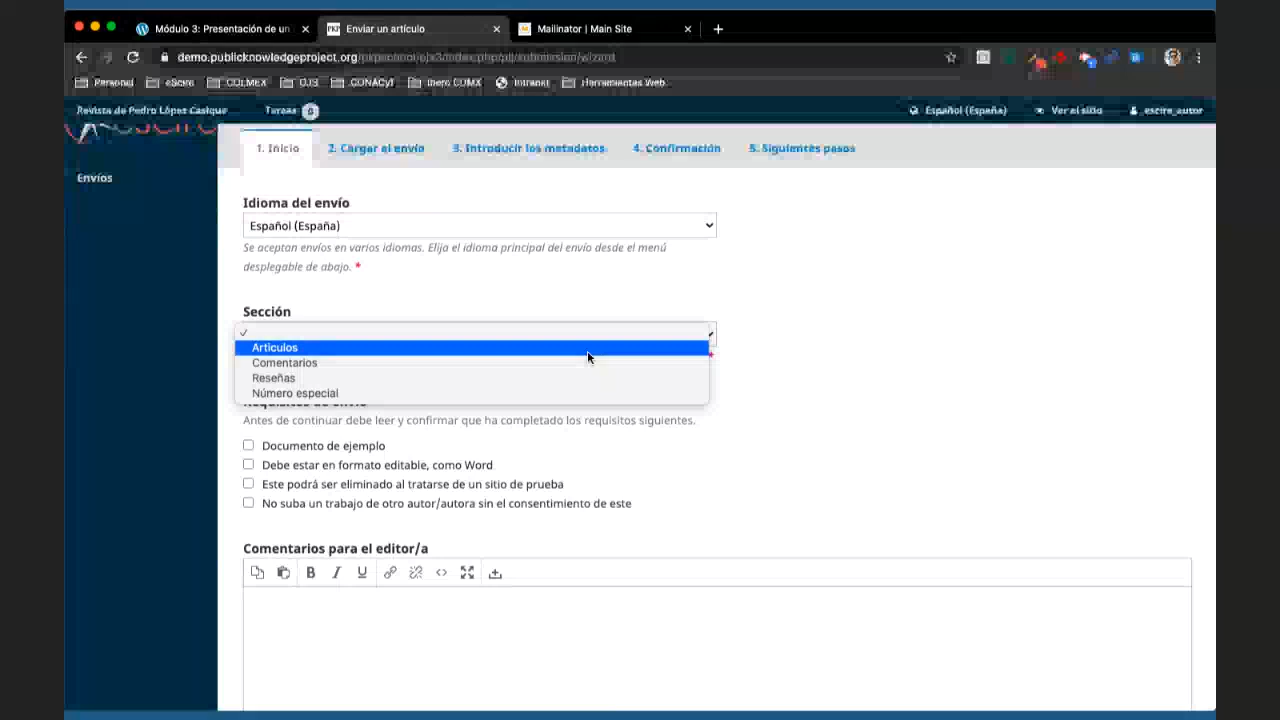 Módulo 3: Presentación de un
Enviar un artículo
Mailinator | Main Site
demo.publicknowledgeproject.org
Personal
eScire
COLMEX
OJS
CONACyT
Ibero CDMX
Intranet
Herramientas Web
Revista de Pedro López Casique
Tareas 0
Español (España)
Ver el sitio
escire_autor
Envíos
1. Inicio
2. Cargar el envío
3. Introducir los metadatos
4. Confirmación
5. Siguientes pasos
Idioma del envío
Español (España)
Se aceptan envíos en varios idiomas. Elija el idioma principal del envío desde el menú
desplegable de abajo. *
Sección
Artículos
Comentarios
Reseñas
Número especial
Antes de continuar debe leer y confirmar que ha completado los requisitos siguientes.
Documento de ejemplo
Debe estar en formato editable, como Word
Este podrá ser eliminado al tratarse de un sitio de prueba
No suba un trabajo de otro autor/autora sin el consentimiento de este
Comentarios para el editor/a
B I U